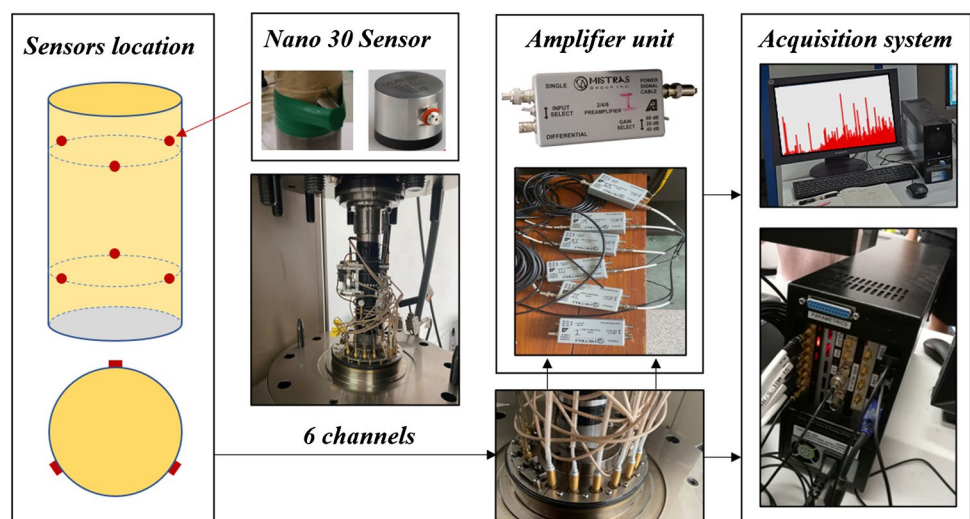 Sensors location
Nano 30 Sensor
Amplifier unit
Acquisition system
SINGLE
MISTRAS
GROUP INC.
POWER
SIGNAL
CABLE
INPUT
SELECT
2/4/6
PREAMPLIFIER
GAIN
SELECT
60 dB
20 dB
40 dB
DIFFERENTIAL
PARAMETRICS
6 channels